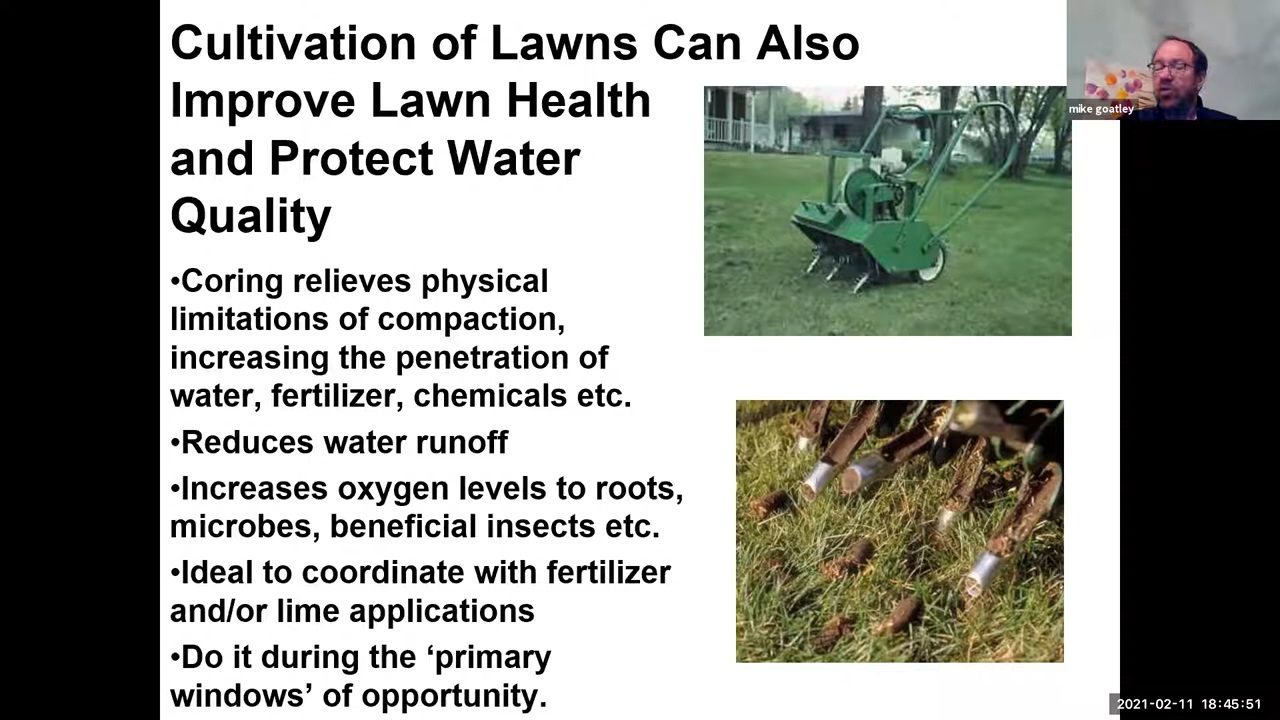 Cultivation of Lawns Can Also
Improve Lawn Health
and Protect Water
Quality
•Coring relieves physical
limitations of compaction,
increasing the penetration of
water, fertilizer, chemicals etc.
•Reduces water runoff
•Increases oxygen levels to roots,
microbes, beneficial insects etc.
•Ideal to coordinate with fertilizer
and/or lime applications
•Do it during the ‘primary
windows’ of opportunity.
mike goatley
2021-02-11 18:45:51